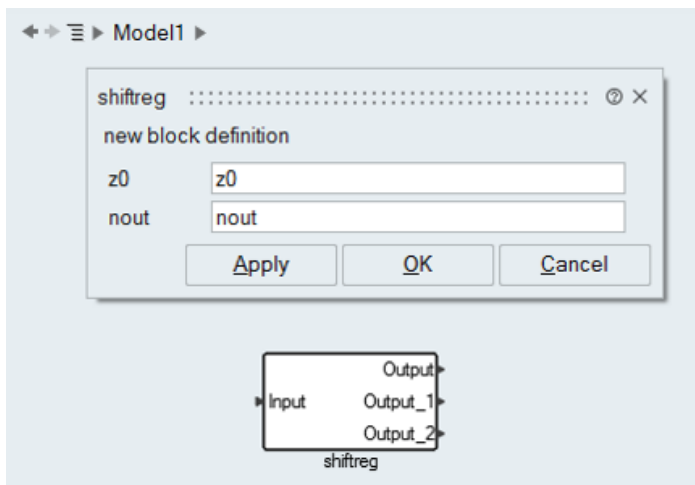 Model1
shiftreg
new block definition
z0 z0
nout nout
Apply OK Cancel
Output
Input Output_1
Output_2
shiftreg